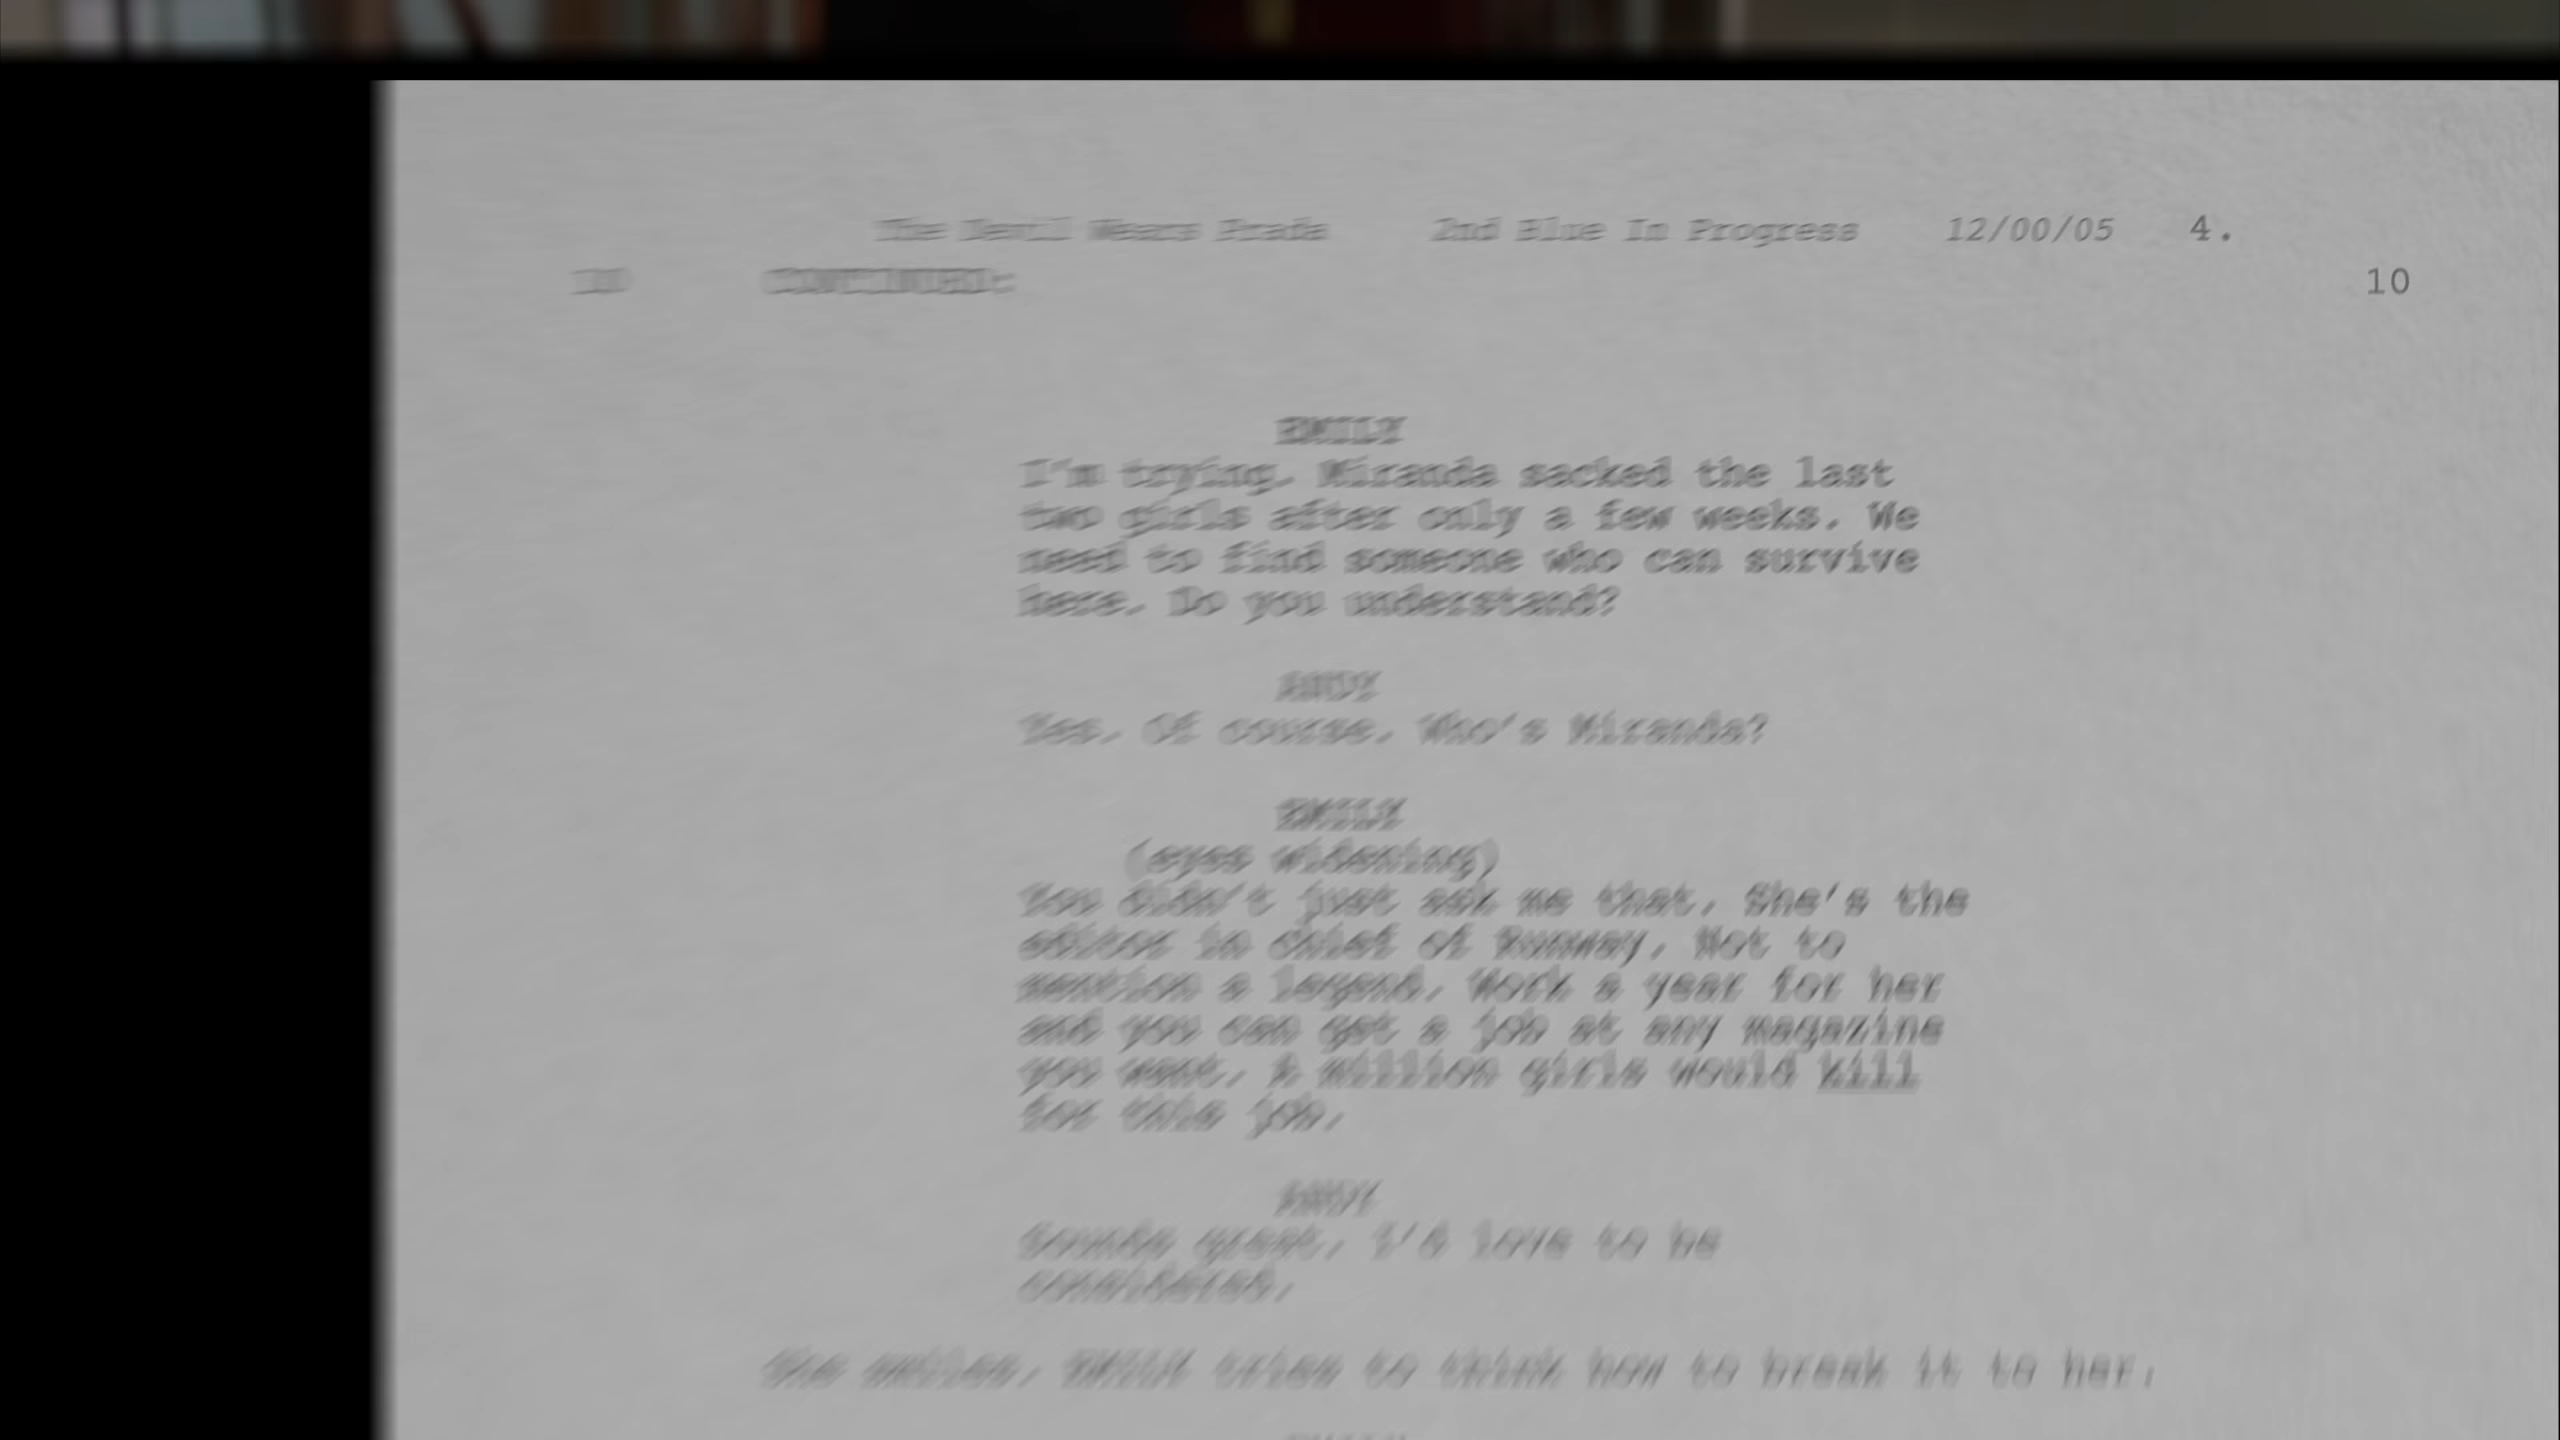 The Devil Wears Prada 2nd Blue In Progress 12/00/05 4.
10 CONTINUED: 10
EMILY
I'm trying. Miranda sacked the last
two girls after only a few weeks. We
need to find someone who can survive
here. Do you understand?
ANDY
Yes. Of course. Who's Miranda?
EMILY
(eyes widening)
You didn't just ask me that. She's the
editor in chief of Runway. Not to
mention a legend. Work a year for her
and you can get a job at any magazine
you want. A million girls would kill
for this job.
ANDY
Sounds great. I'd love to be
considered.
She smiles. EMILY tries to think how to break it to her.